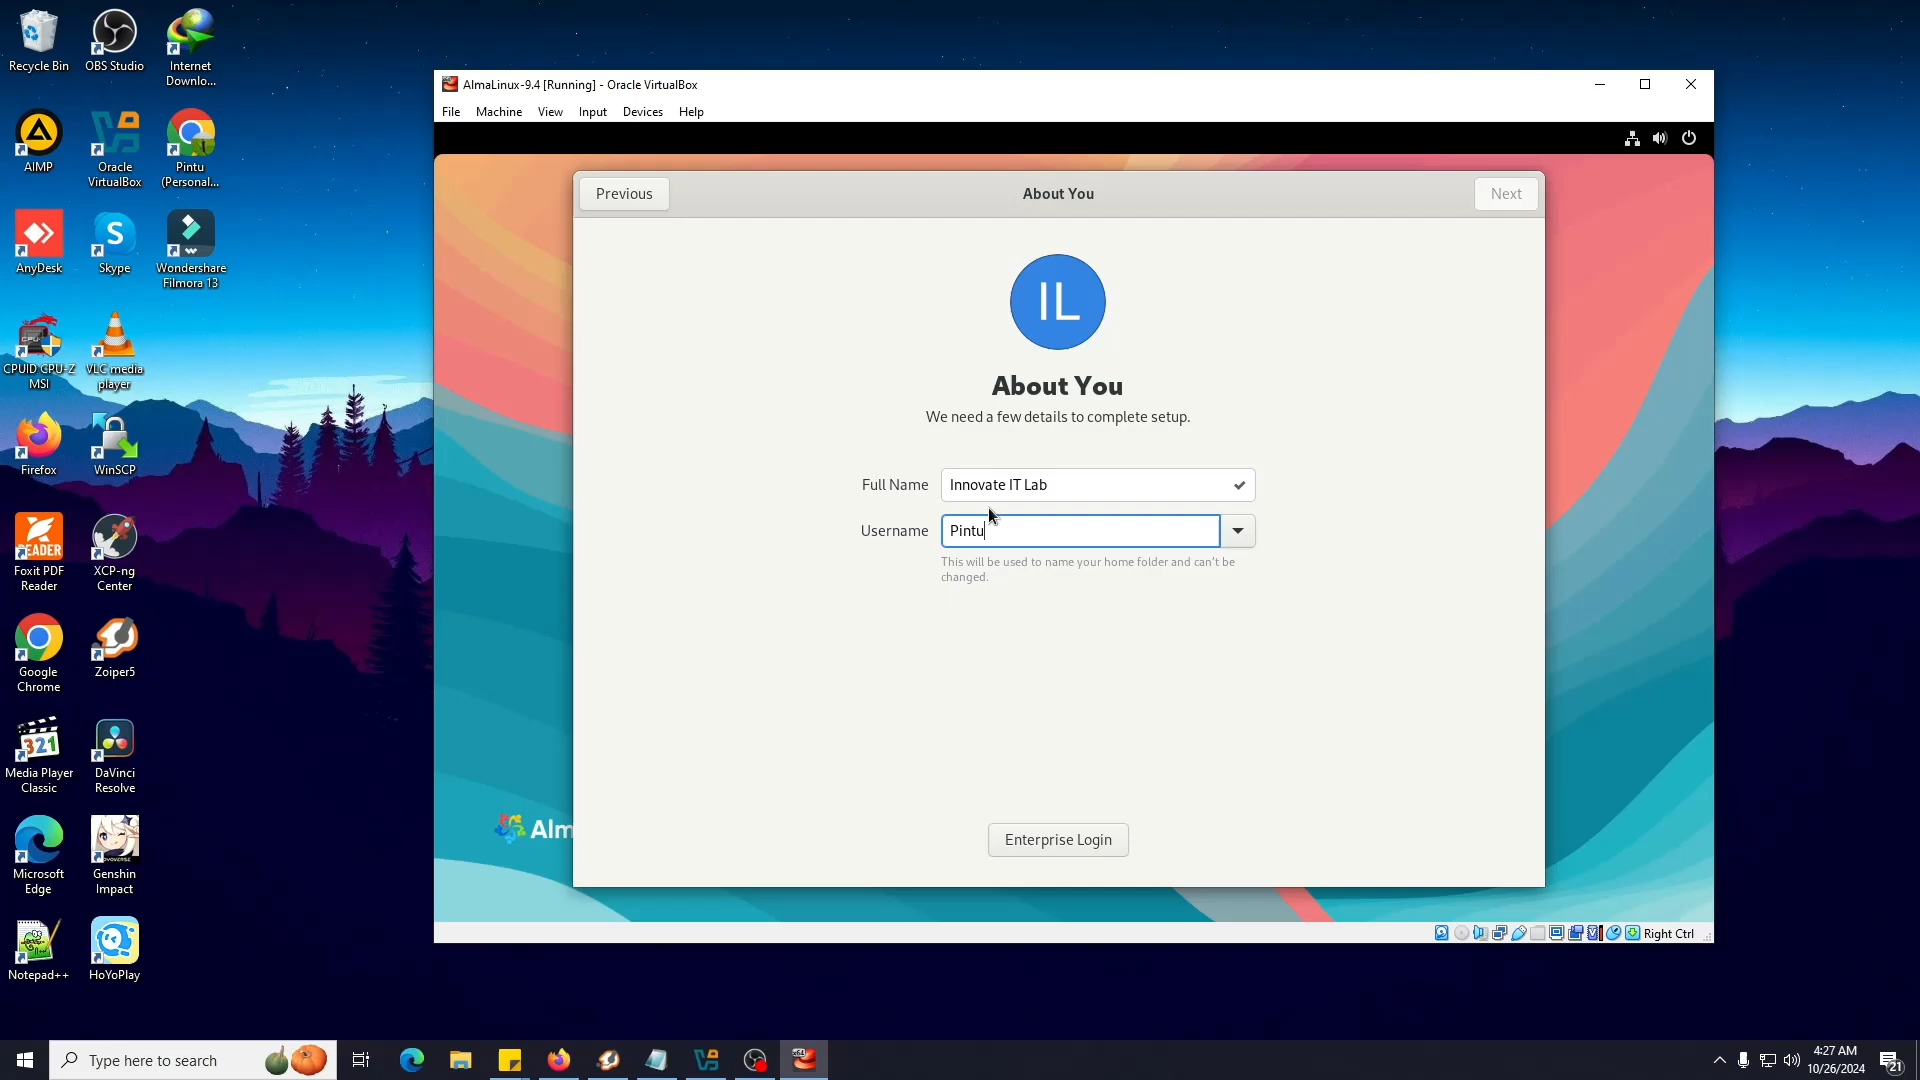 Recycle Bin
OBS Studio
Internet
Downlo...
AIMP
Oracle
VirtualBox
Pintu
(Personal...
AnyDesk
Skype
Wondershare
Filmora 13
CPUID CPU-Z
MSI
VLC media
player
Firefox
WinSCP
Foxit PDF
Reader
XCP-ng
Center
Google
Chrome
Zoiper5
Media Player
Classic
DaVinci
Resolve
Microsoft
Edge
Genshin
Impact
Notepad++
HoYoPlay
AlmaLinux-9.4 [Running] - Oracle VirtualBox
File Machine View Input Devices Help
Previous
About You
Next
IL
About You
We need a few details to complete setup.
Full Name Innovate IT Lab
Username Pintu
This will be used to name your home folder and can't be
changed.
Enterprise Login
Alm
Right Ctrl
Type here to search
4:27 AM
10/26/2024
21